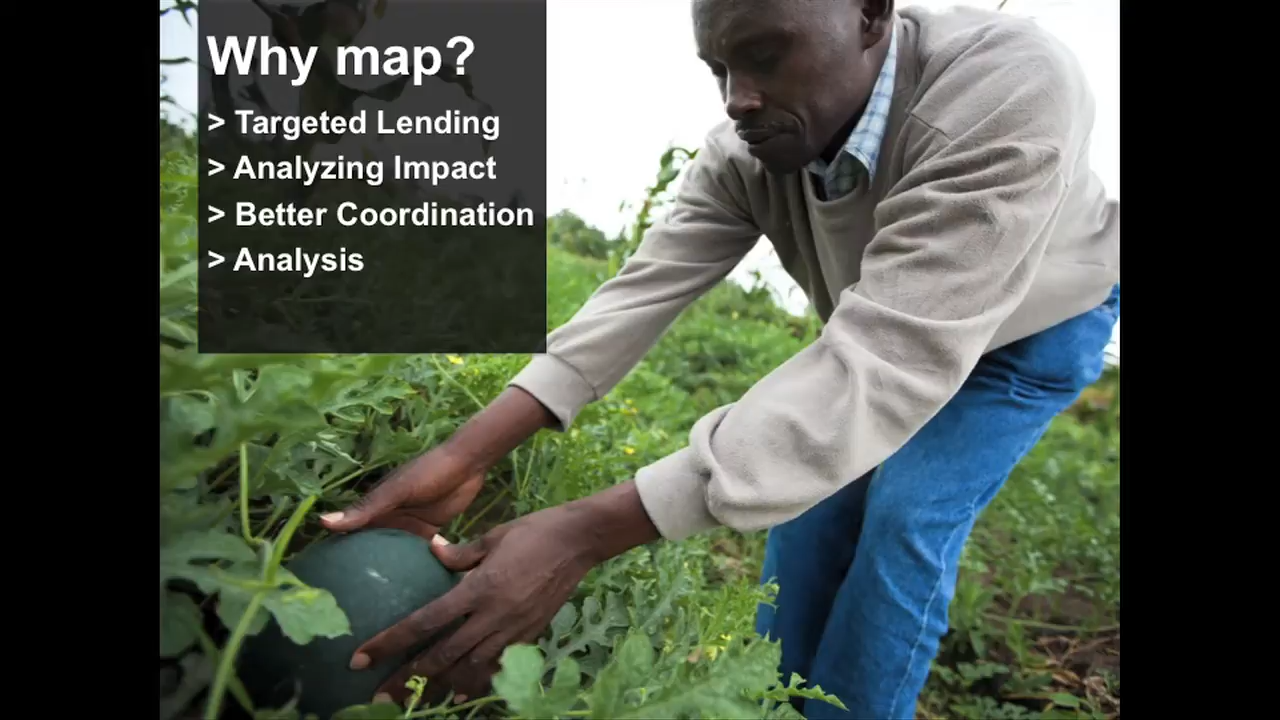 Why map?
> Targeted Lending
> Analyzing Impact
> Better Coordination
> Analysis